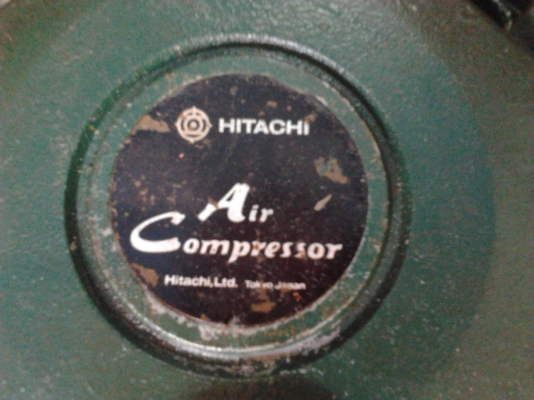 HITACHI
Air
Compressor
Hitachi, Ltd. Tokyo Japan